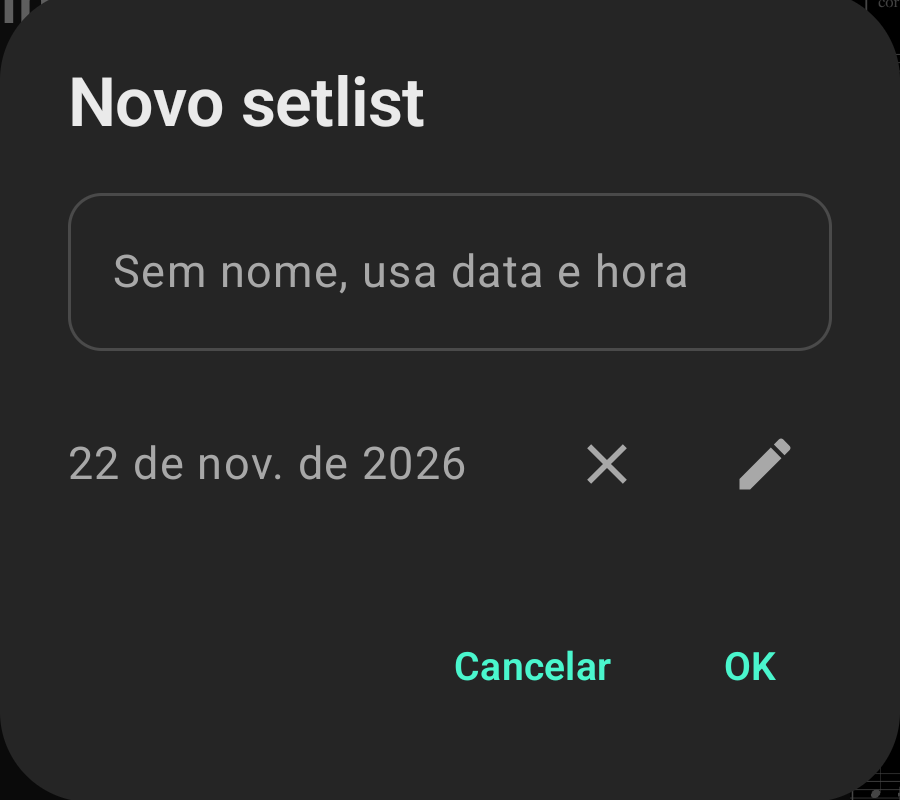 Novo setlist
Sem nome, usa data e hora
22 de nov. de 2026
Cancelar OK